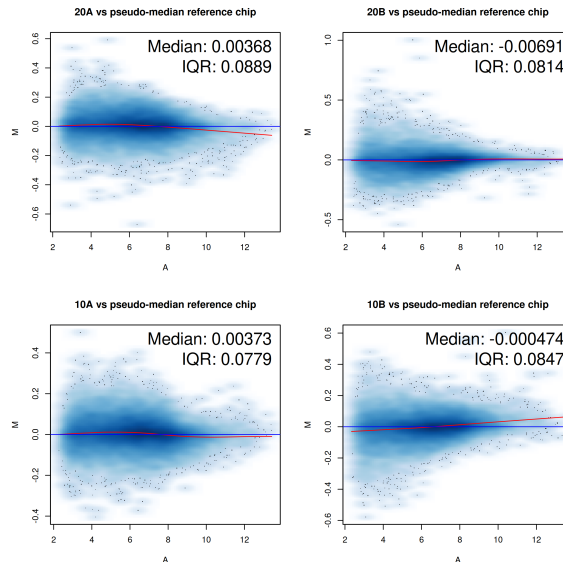 20A vs pseudo-median reference chip
Median: 0.00368
IQR: 0.0889
0.6
0.4
0.2
0.0
-0.2
-0.4
-0.6
M
2 4 6 8 10 12
A
20B vs pseudo-median reference chip
Median: -0.00691
IQR: 0.0814
1.0
0.5
0.0
-0.5
M
2 4 6 8 10 12
A
10A vs pseudo-median reference chip
Median: 0.00373
IQR: 0.0779
0.4
0.2
0.0
-0.2
-0.4
M
2 4 6 8 10 12
A
10B vs pseudo-median reference chip
Median: -0.000474
IQR: 0.0847
0.6
0.4
0.2
0.0
-0.2
-0.4
-0.6
M
2 4 6 8 10 12
A